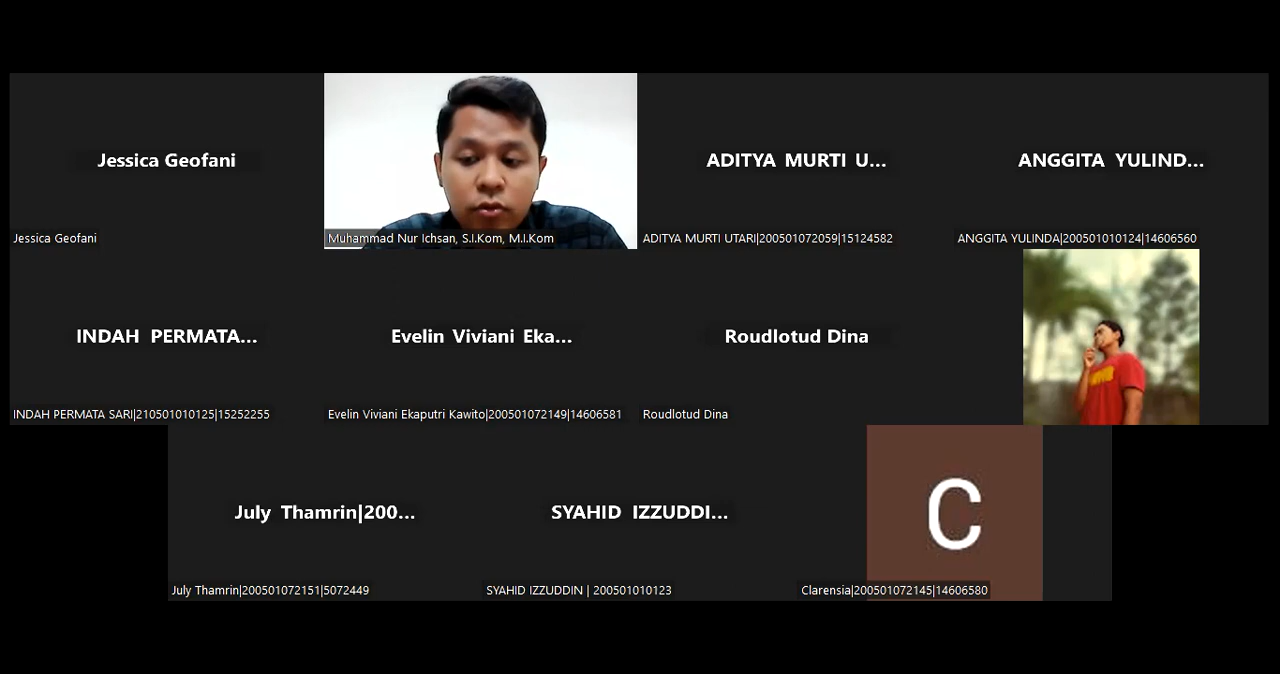 Jessica Geofani
ADITYA MURTI U...
ANGGITA YULIND...
Jessica Geofani
Muhammad Nur Ichsan, S.I.Kom, M.I.Kom
ADITYA MURTI UTARI|200501072059|15124582
ANGGITA YULINDA|200501010124|14606560
INDAH PERMATA...
Evelin Viviani Eka...
Roudlotud Dina
INDAH PERMATA SARI|210501010125|15252255
Evelin Viviani Ekaputri Kawito|200501072149|14606581
Roudlotud Dina
July Thamrin|200...
SYAHID IZZUDDI...
C
July Thamrin|200501072151|5072449
SYAHID IZZUDDIN | 200501010123
Clarensia|200501072145|14606580